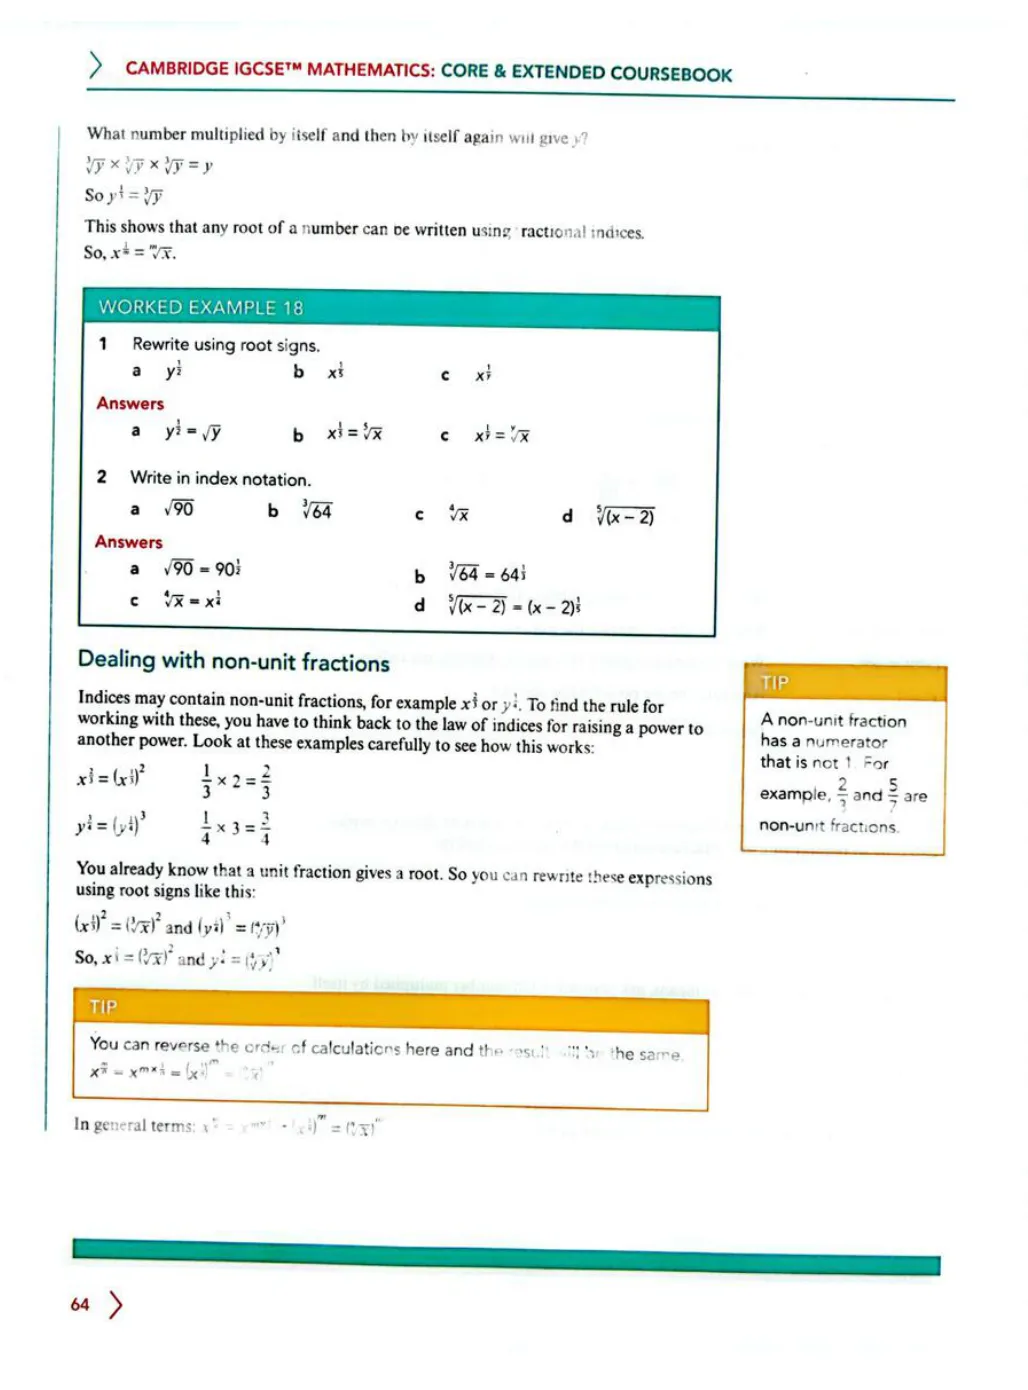 CAMBRIDGE IGCSE™ MATHEMATICS: CORE & EXTENDED COURSEBOOK
What number multiplied by itself and then by itself again will give y?
∛y × ∛y × ∛y = y
So y^(1/3) = ∛y
This shows that any root of a number can be written using ractional indices.
So, x^(1/m) = ᵐ√x.
WORKED EXAMPLE 18
1 Rewrite using root signs.
a y^(1/2) b x^(1/5) c x^(1/y)
Answers
a y^(1/2) = √y b x^(1/5) = ⁵√x c x^(1/y) = ʸ√x
2 Write in index notation.
a √90 b ∛64 c ∜x d ⁵√(x – 2)
Answers
a √90 = 90^(1/2) b ∛64 = 64^(1/3)
c ∜x = x^(1/4) d ⁵√(x – 2) = (x – 2)^(1/5)
Dealing with non-unit fractions
Indices may contain non-unit fractions, for example x^(2/3) or y^(3/4). To find the rule for
working with these, you have to think back to the law of indices for raising a power to
another power. Look at these examples carefully to see how this works:
x^(2/3) = (x^(1/3))² 1/3 × 2 = 2/3
y^(3/4) = (y^(1/4))³ 1/4 × 3 = 3/4
You already know that a unit fraction gives a root. So you can rewrite these expressions
using root signs like this:
(x^(1/3))² = (∛x)² and (y^(1/4))³ = (∜y)³
So, x^(2/3) = (∛x)² and y^(3/4) = (∜y)³
TIP
You can reverse the order of calculations here and the result will be the same.
x^(m/n) = x^(m × 1/n) = (x^(1/n))^m = (ⁿ√x)^m
In general terms: x^(m/n) = x^(m × 1/n) = (x^(1/n))^m = (ⁿ√x)^m
TIP
A non-unit fraction
has a numerator
that is not 1. For
example, 2/3 and 5/7 are
non-unit fractions.
64